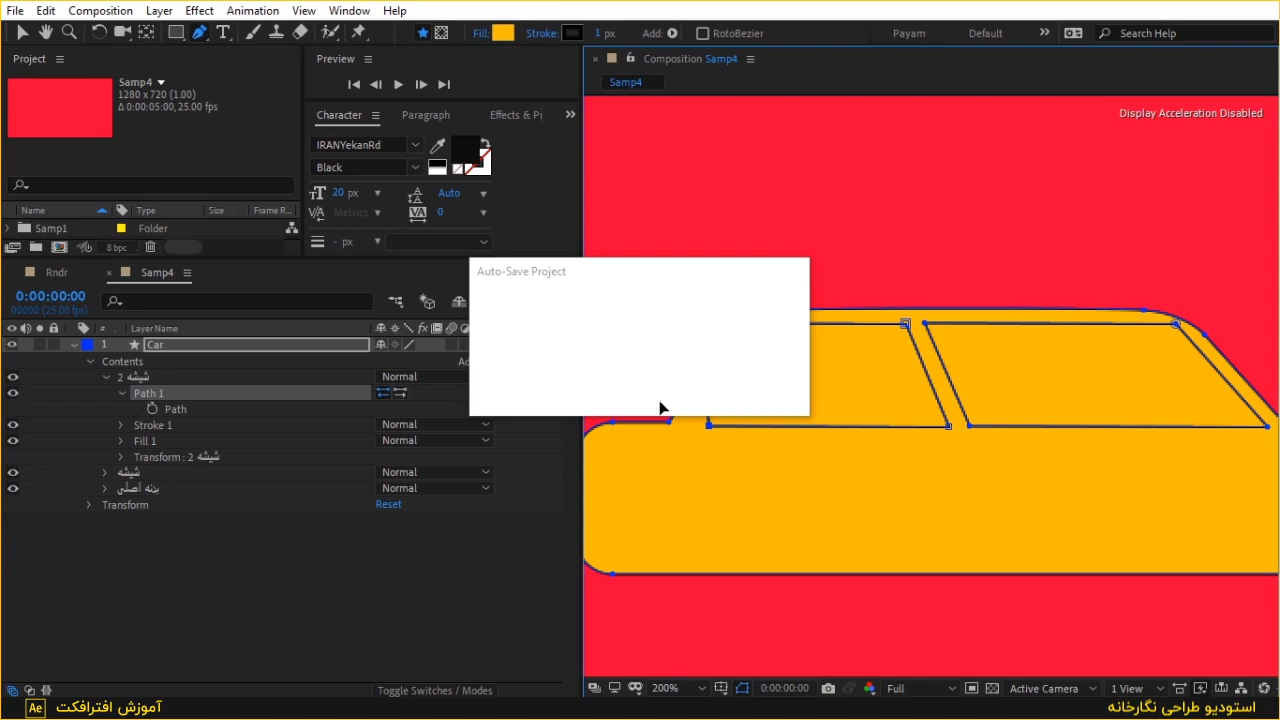 File Edit Composition Layer Effect Animation View Window Help
Fill: Stroke: 1 px Add: RotoBezier Payam Default Search Help
Project Preview Composition Samp4
Samp4
1280 x 720 (1.00)
Δ 0:00:05:00, 25.00 fps
Samp4
Display Acceleration Disabled
Character Paragraph Effects & Pi
IRANYekanRd
Black
20 px Auto
Metrics 0
- px
Name Type Size Frame R...
Samp1 Folder
8 bpc
Auto-Save Project
Rndr Samp4
0:00:00:00
00000 (25.00 fps)
# Layer Name
1 Car
Contents Ad
شیشه 2 Normal
Path 1
Path
Stroke 1 Normal
Fill 1 Normal
Transform : شیشه 2
شیشه Normal
بدنه اصلی Normal
Transform Reset
Toggle Switches / Modes
200% 0:00:00:00 Full Active Camera 1 View
Ae آموزش افترافکت
استودیو طراحی نگارخانه